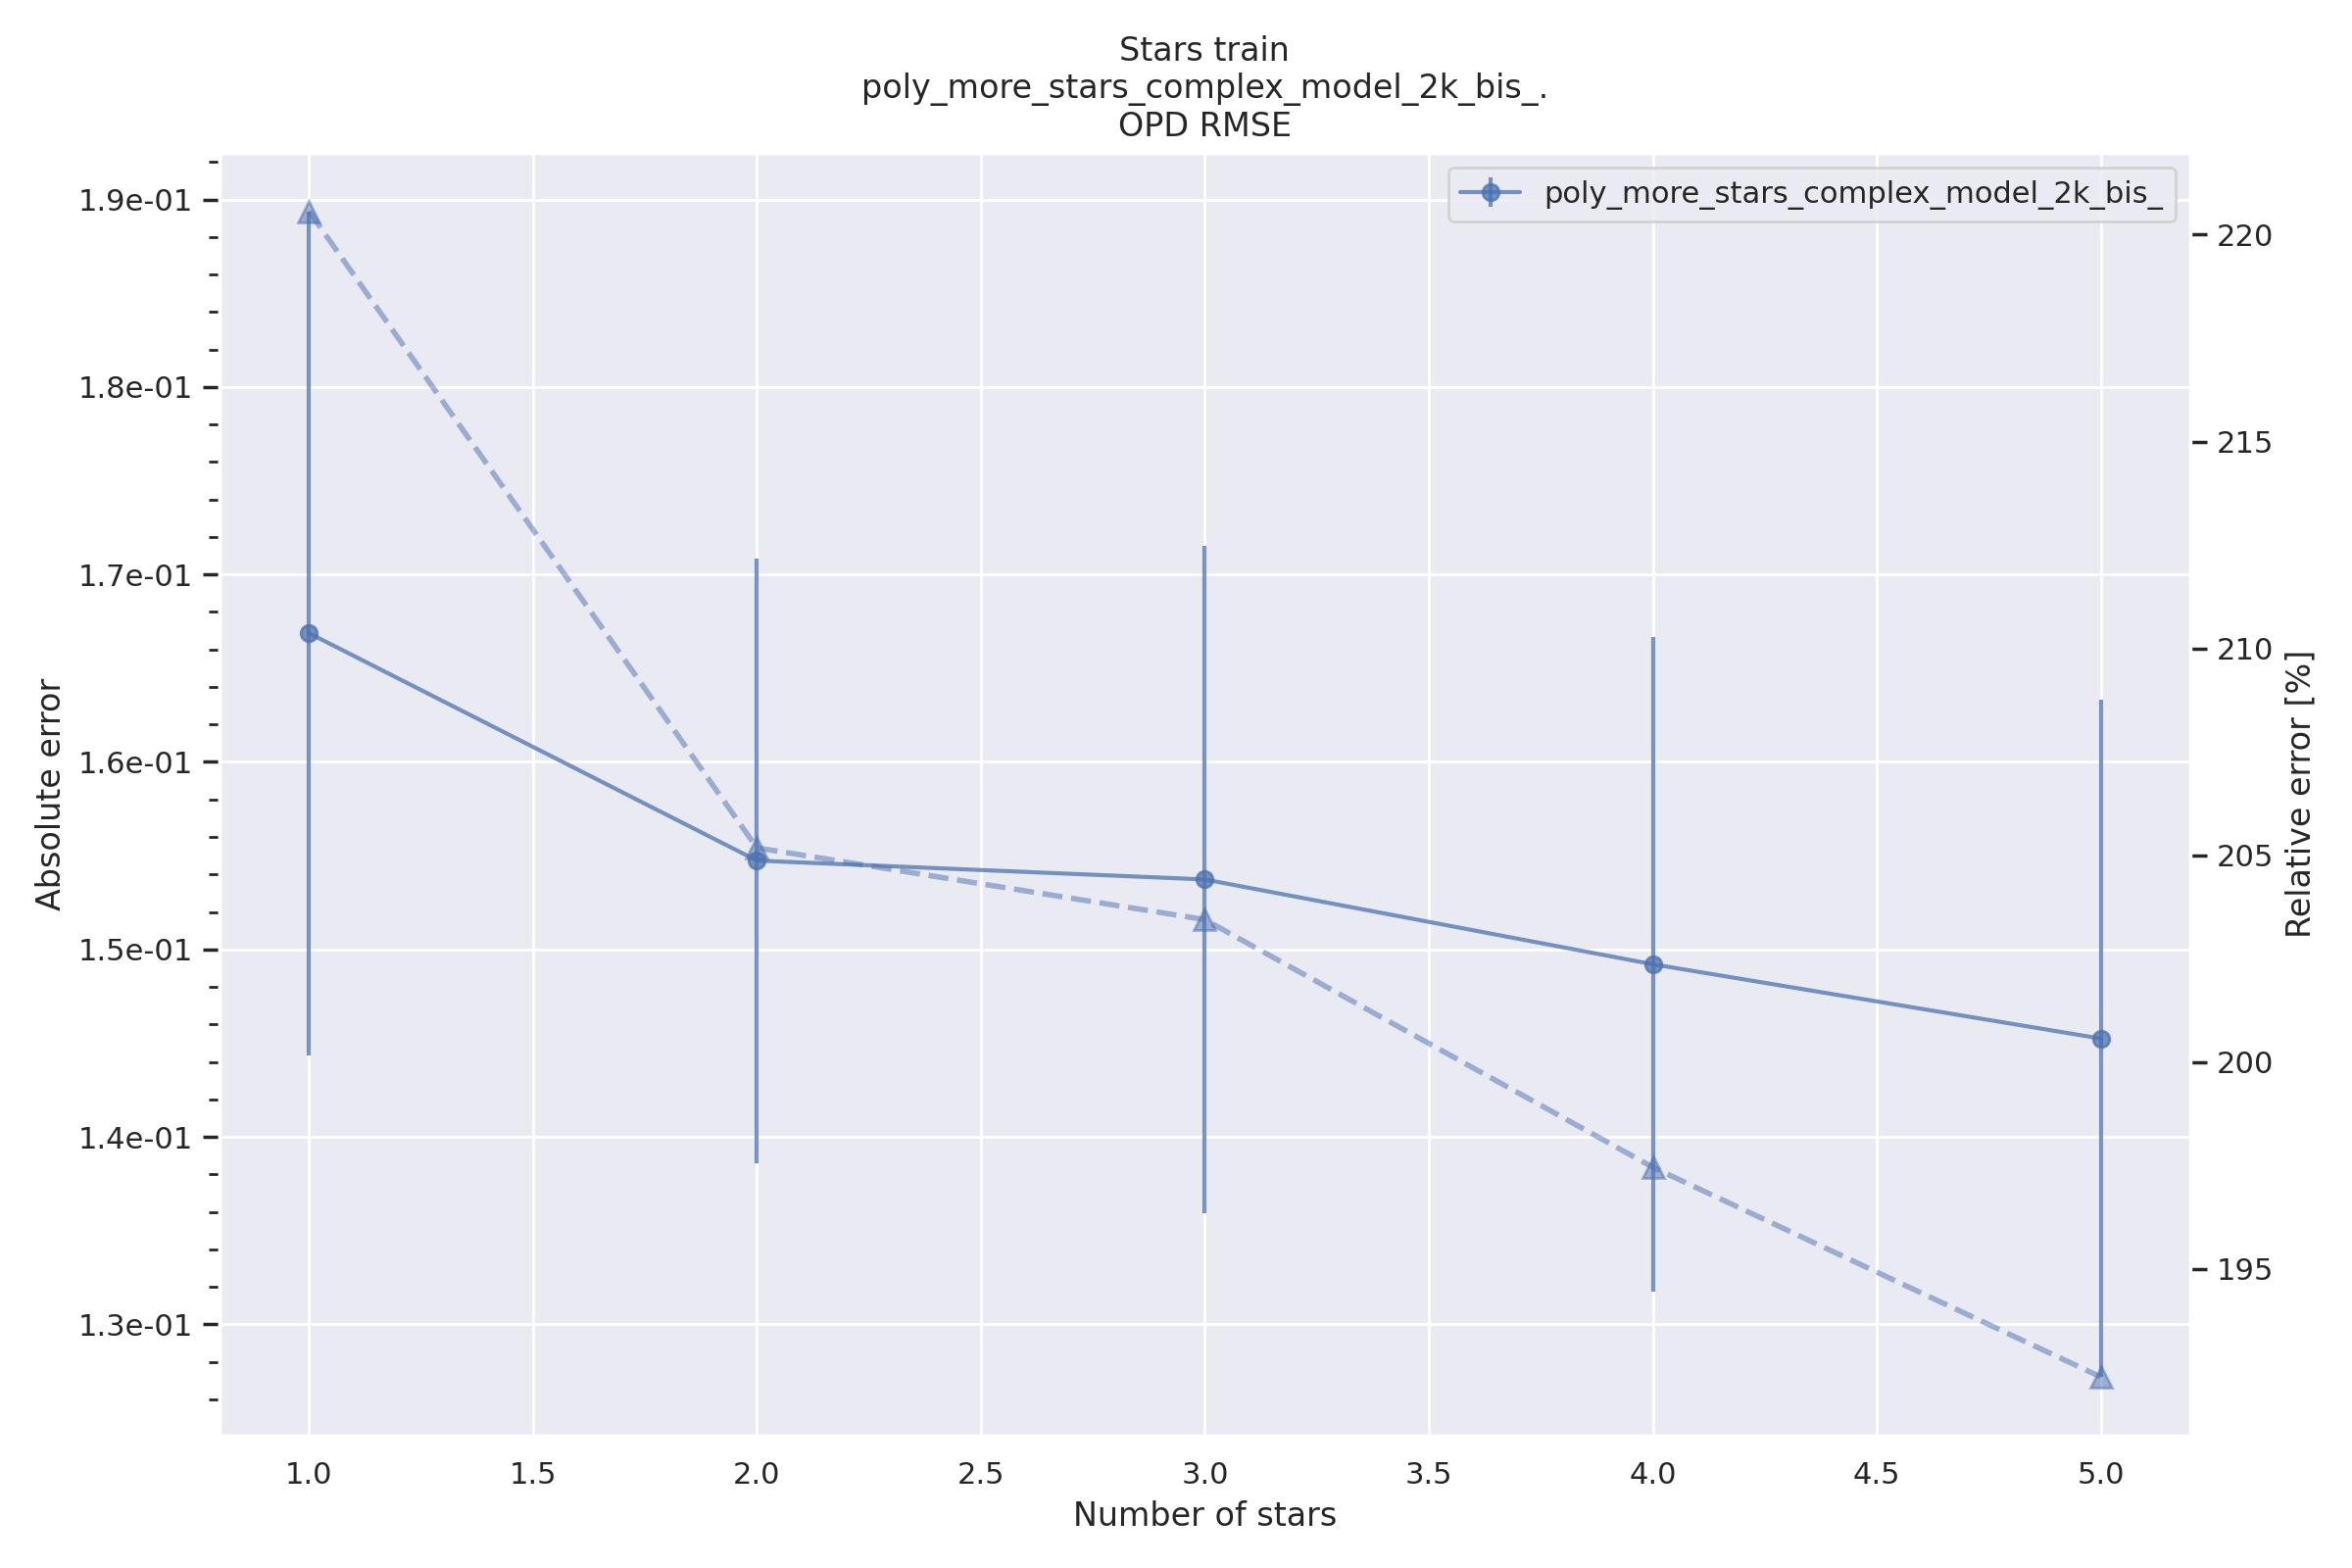 Stars train
poly_more_stars_complex_model_2k_bis_.
OPD RMSE
poly_more_stars_complex_model_2k_bis_
Absolute error
1.9e-01
1.8e-01
1.7e-01
1.6e-01
1.5e-01
1.4e-01
1.3e-01
220
215
210
205
200
195
Relative error [%]
1.0 1.5 2.0 2.5 3.0 3.5 4.0 4.5 5.0
Number of stars